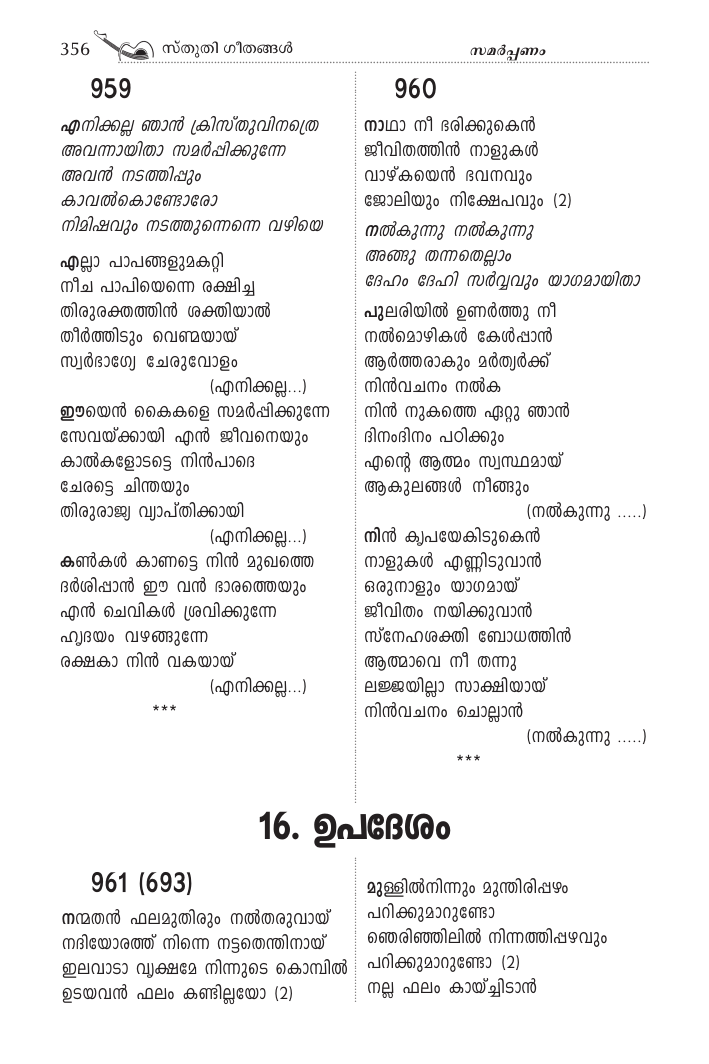 356 സ്തുതി ഗീതങ്ങൾ
സമർപ്പണം
959
എനിക്കല്ല ഞാൻ ക്രിസ്തുവിനത്രെ
അവന്നായിതാ സമർപ്പിക്കുന്നേ
അവൻ നടത്തിപ്പും
കാവൽകൊണ്ടോരോ
നിമിഷവും നടത്തുന്നെന്നെ വഴിയെ
എല്ലാ പാപങ്ങളുമകറ്റി
നീച പാപിയെന്നെ രക്ഷിച്ച
തിരുരക്തത്തിൻ ശക്തിയാൽ
തീർത്തിടും വെണ്മയായ്
സ്വർഭാഗ്യേ ചേരുവോളം
(എനിക്കല്ല...)
ഈയെൻ കൈകളെ സമർപ്പിക്കുന്നേ
സേവയ്ക്കായി എൻ ജീവനെയും
കാൽകളോടട്ടെ നിൻപാദെ
ചേരട്ടെ ചിന്തയും
തിരുരാജ്യ വ്യാപ്തിക്കായി
(എനിക്കല്ല...)
കൺകൾ കാണട്ടെ നിൻ മുഖത്തെ
ദർശിപ്പാൻ ഈ വൻ ഭാരത്തെയും
എൻ ചെവികൾ ശ്രവിക്കുന്നേ
ഹൃദയം വഴങ്ങുന്നേ
രക്ഷകാ നിൻ വകയായ്
(എനിക്കല്ല...)
***
960
നാഥാ നീ ഭരിക്കുകെൻ
ജീവിതത്തിൻ നാളുകൾ
വാഴ്കയെൻ ഭവനവും
ജോലിയും നിക്ഷേപവും (2)
നൽകുന്നു നൽകുന്നു
അങ്ങു തന്നതെല്ലാം
ദേഹം ദേഹി സർവ്വവും യാഗമായിതാ
പുലരിയിൽ ഉണർത്തു നീ
നൽമൊഴികൾ കേൾപ്പാൻ
ആർത്തരാകും മർത്വർക്ക്
നിൻവചനം നൽക
നിൻ നുകത്തെ ഏറ്റു ഞാൻ
ദിനംദിനം പഠിക്കും
എന്റെ ആത്മം സ്വസ്ഥമായ്
ആകുലങ്ങൾ നീങ്ങും
(നൽകുന്നു .....)
നിൻ കൃപയേകിടുകെൻ
നാളുകൾ എണ്ണിടുവാൻ
ഒരുനാളും യാഗമായ്
ജീവിതം നയിക്കുവാൻ
സ്നേഹശക്തി ബോധത്തിൻ
ആത്മാവെ നീ തന്നു
ലജ്ജയില്ലാ സാക്ഷിയായ്
നിൻവചനം ചൊല്ലാൻ
(നൽകുന്നു .....)
***
16. ഉപദേശം
961 (693)
നന്മതൻ ഫലമുതിരും നൽതരുവായ്
നദിയോരത്ത് നിന്നെ നട്ടതെന്തിനായ്
ഇലവാടാ വൃക്ഷമേ നിന്നുടെ കൊമ്പിൽ
ഉടയവൻ ഫലം കണ്ടില്ലയോ (2)
മുള്ളിൽനിന്നും മുന്തിരിപ്പഴം
പറിക്കുമാറുണ്ടോ
ഞെരിഞ്ഞിലിൽ നിന്നത്തിപ്പഴവും
പറിക്കുമാറുണ്ടോ (2)
നല്ല ഫലം കായ്ച്ചിടാൻ